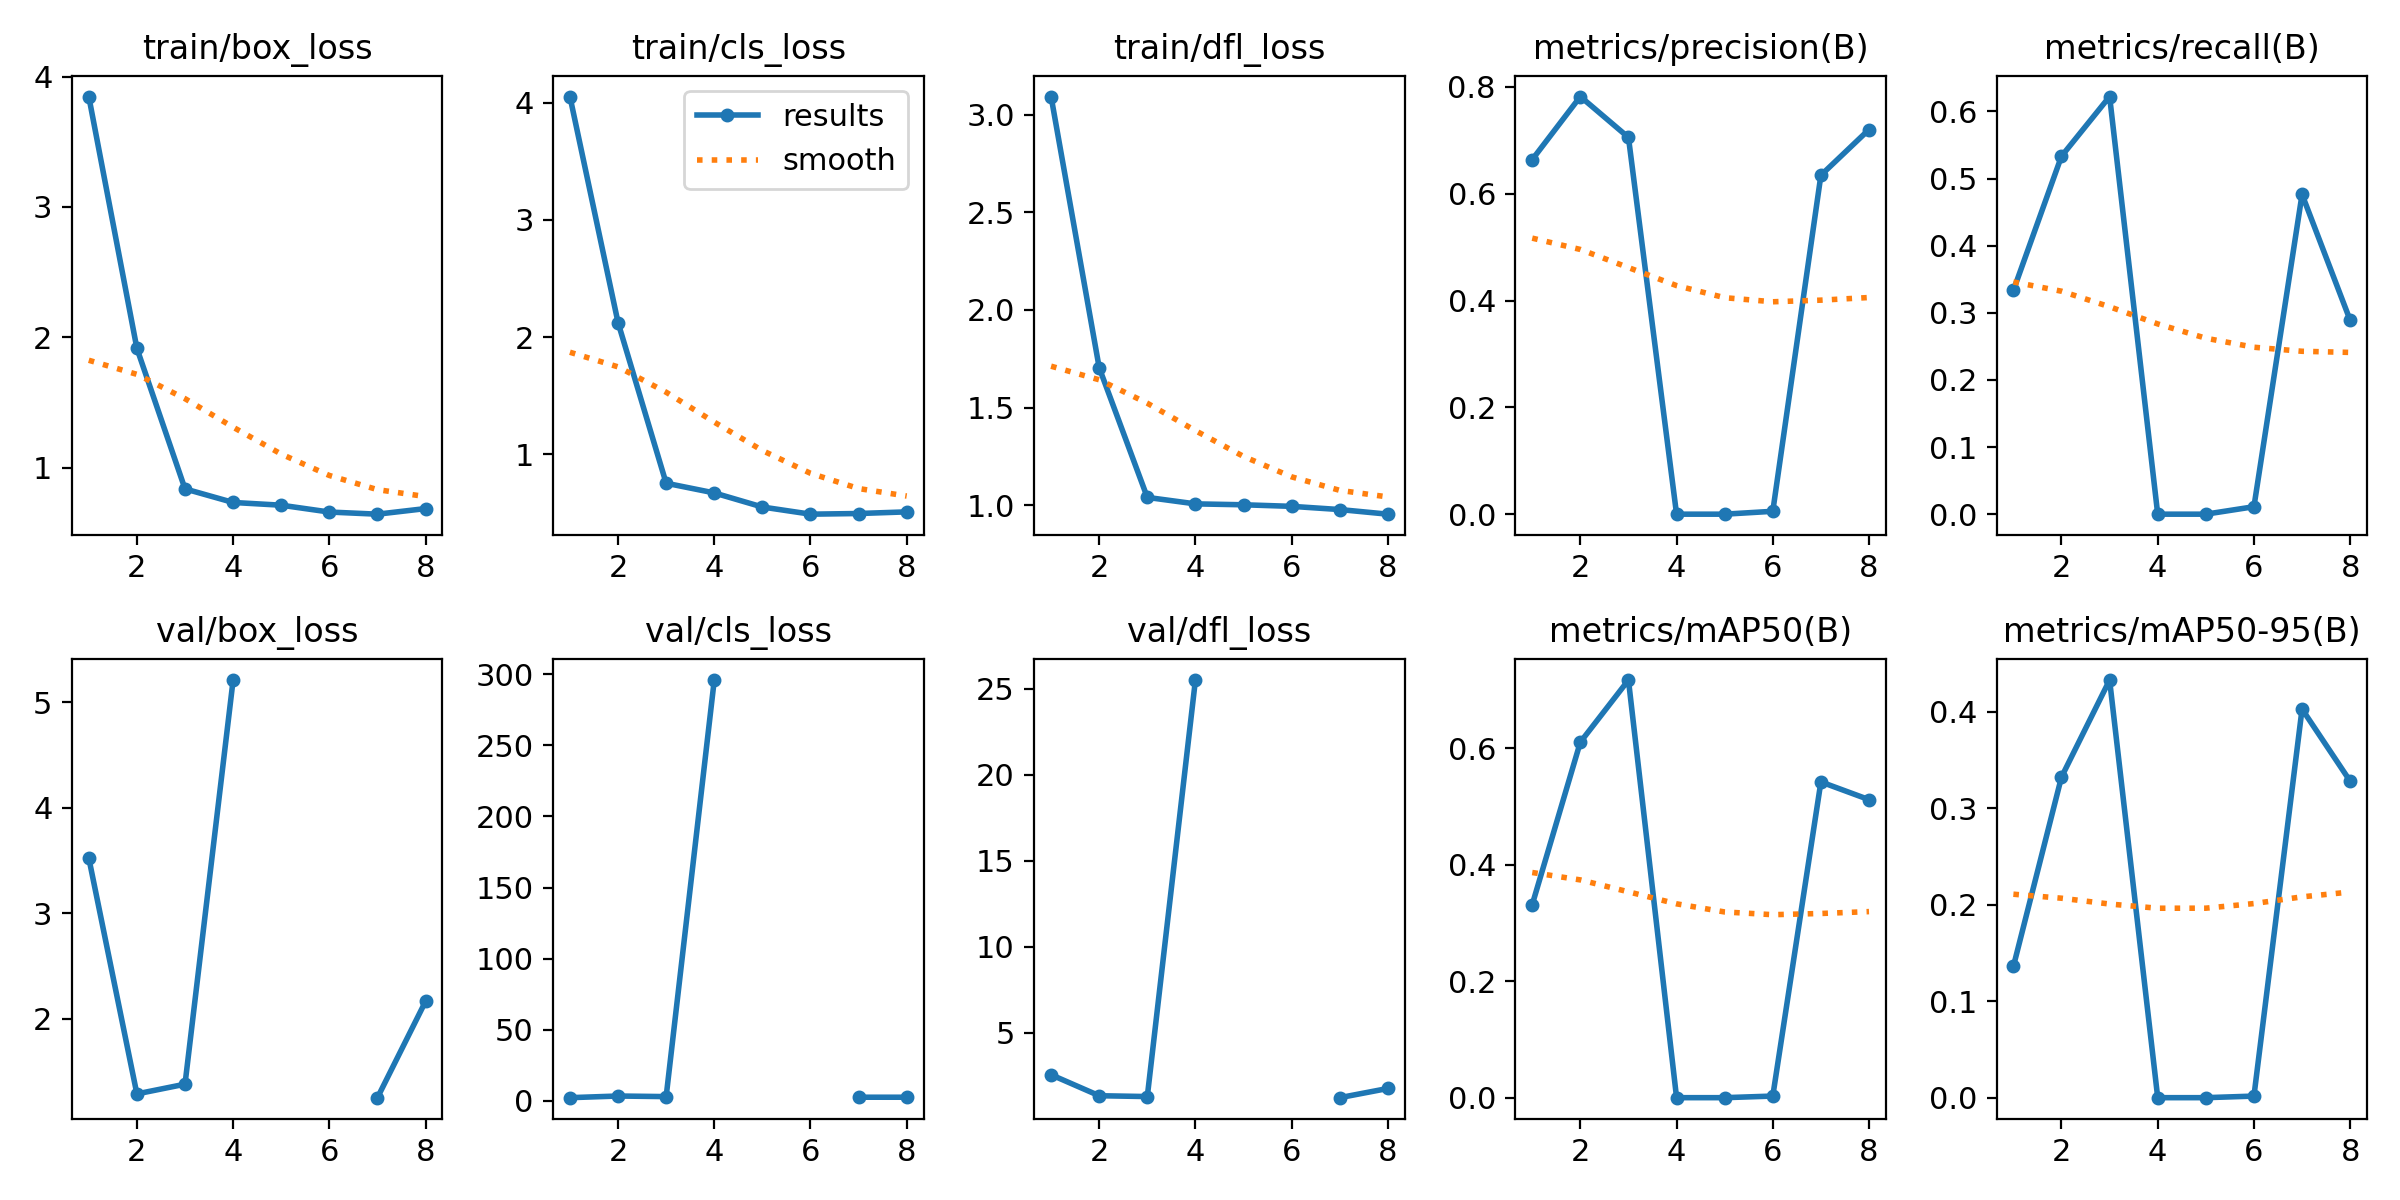 train/box_loss
4
3
2
1
2 4 6 8
train/cls_loss
results
smooth
4
3
2
1
2 4 6 8
train/dfl_loss
3.0
2.5
2.0
1.5
1.0
2 4 6 8
metrics/precision(B)
0.8
0.6
0.4
0.2
0.0
2 4 6 8
metrics/recall(B)
0.6
0.5
0.4
0.3
0.2
0.1
0.0
2 4 6 8
val/box_loss
5
4
3
2
2 4 6 8
val/cls_loss
300
250
200
150
100
50
0
2 4 6 8
val/dfl_loss
25
20
15
10
5
2 4 6 8
metrics/mAP50(B)
0.6
0.4
0.2
0.0
2 4 6 8
metrics/mAP50-95(B)
0.4
0.3
0.2
0.1
0.0
2 4 6 8